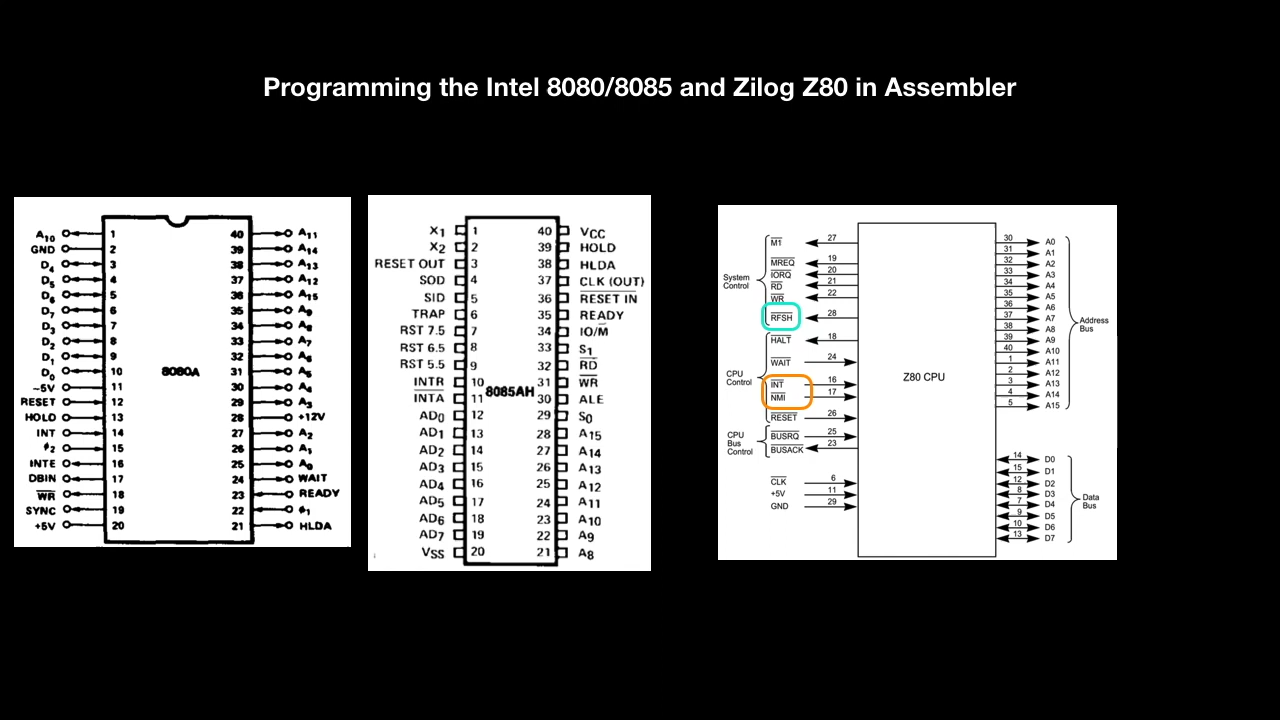 Programming the Intel 8080/8085 and Zilog Z80 in Assembler
A10 1 40 A11
GND 2 39 A14
D4 3 38 A13
D5 4 37 A12
D6 5 36 A15
D7 6 35 A9
D3 7 34 A8
D2 8 33 A7
D1 9 32 A6
D0 10 8080A 31 A5
−5V 11 30 A4
RESET 12 29 A3
HOLD 13 28 +12V
INT 14 27 A2
ϕ2 15 26 A1
INTE 16 25 A0
DBIN 17 24 WAIT
WR 18 23 READY
SYNC 19 22 ϕ1
+5V 20 21 HLDA
X1 1 40 VCC
X2 2 39 HOLD
RESET OUT 3 38 HLDA
SOD 4 37 CLK (OUT)
SID 5 36 RESET IN
TRAP 6 35 READY
RST 7.5 7 34 IO/M
RST 6.5 8 33 S1
RST 5.5 9 32 RD
INTR 10 8085AH 31 WR
INTA 11 30 ALE
AD0 12 29 S0
AD1 13 28 A15
AD2 14 27 A14
AD3 15 26 A13
AD4 16 25 A12
AD5 17 24 A11
AD6 18 23 A10
AD7 19 22 A9
VSS 20 21 A8
System Control
M1 27
MREQ 19
IORQ 20
RD 21
WR 22
RFSH 28
CPU Control
HALT 18
WAIT 24
INT 16
NMI 17
RESET 26
CPU Bus Control
BUSRQ 25
BUSACK 23
CLK 6
+5V 11
GND 29
Z80 CPU
30 A0
31 A1
32 A2
33 A3
34 A4
35 A5
36 A6
37 A7
38 A8
39 A9
40 A10
1 A11
2 A12
3 A13
4 A14
5 A15
Address Bus
14 D0
15 D1
12 D2
8 D3
7 D4
9 D5
10 D6
13 D7
Data Bus